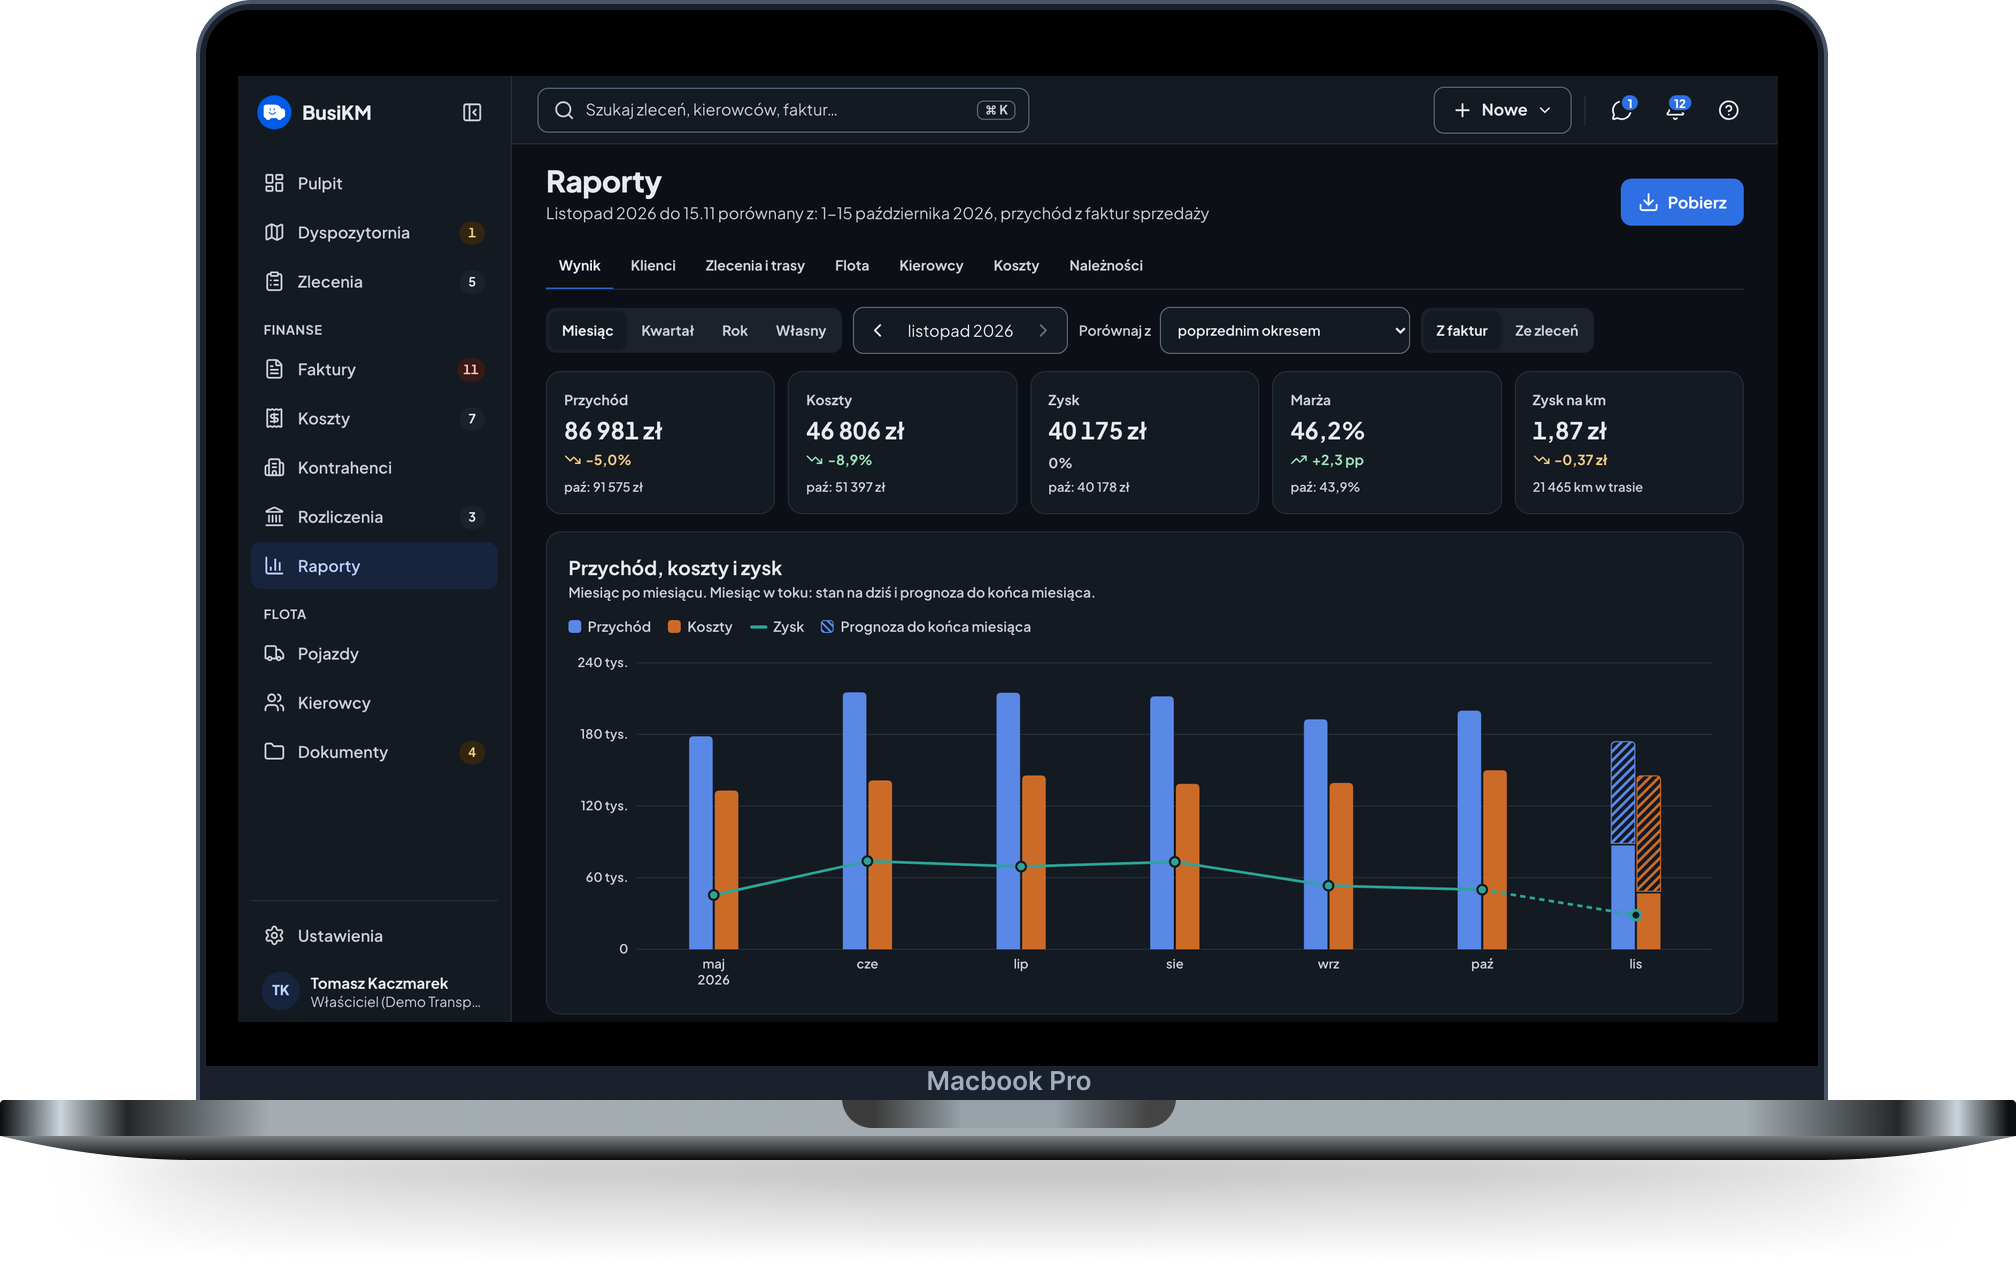 BusiKM
Szukaj zleceń, kierowców, faktur...
⌘ K
Nowe
1
12
Pulpit
Dyspozytornia 1
Zlecenia 5
FINANSE
Faktury 11
Koszty 7
Kontrahenci
Rozliczenia 3
Raporty
FLOTA
Pojazdy
Kierowcy
Dokumenty 4
Ustawienia
TK
Tomasz Kaczmarek
Właściciel (Demo Transp...
Raporty
Listopad 2026 do 15.11 porównany z: 1–15 października 2026, przychód z faktur sprzedaży
Pobierz
Wynik Klienci Zlecenia i trasy Flota Kierowcy Koszty Należności
Miesiąc Kwartał Rok Własny listopad 2026 Porównaj z poprzednim okresem Z faktur Ze zleceń
Przychód
86 981 zł
-5,0%
paź: 91 575 zł
Koszty
46 806 zł
-8,9%
paź: 51 397 zł
Zysk
40 175 zł
0%
paź: 40 178 zł
Marża
46,2%
+2,3 pp
paź: 43,9%
Zysk na km
1,87 zł
-0,37 zł
21 465 km w trasie
Przychód, koszty i zysk
Miesiąc po miesiącu. Miesiąc w toku: stan na dziś i prognoza do końca miesiąca.
Przychód Koszty Zysk Prognoza do końca miesiąca
240 tys.
180 tys.
120 tys.
60 tys.
0
maj cze lip sie wrz paź lis
2026
Macbook Pro